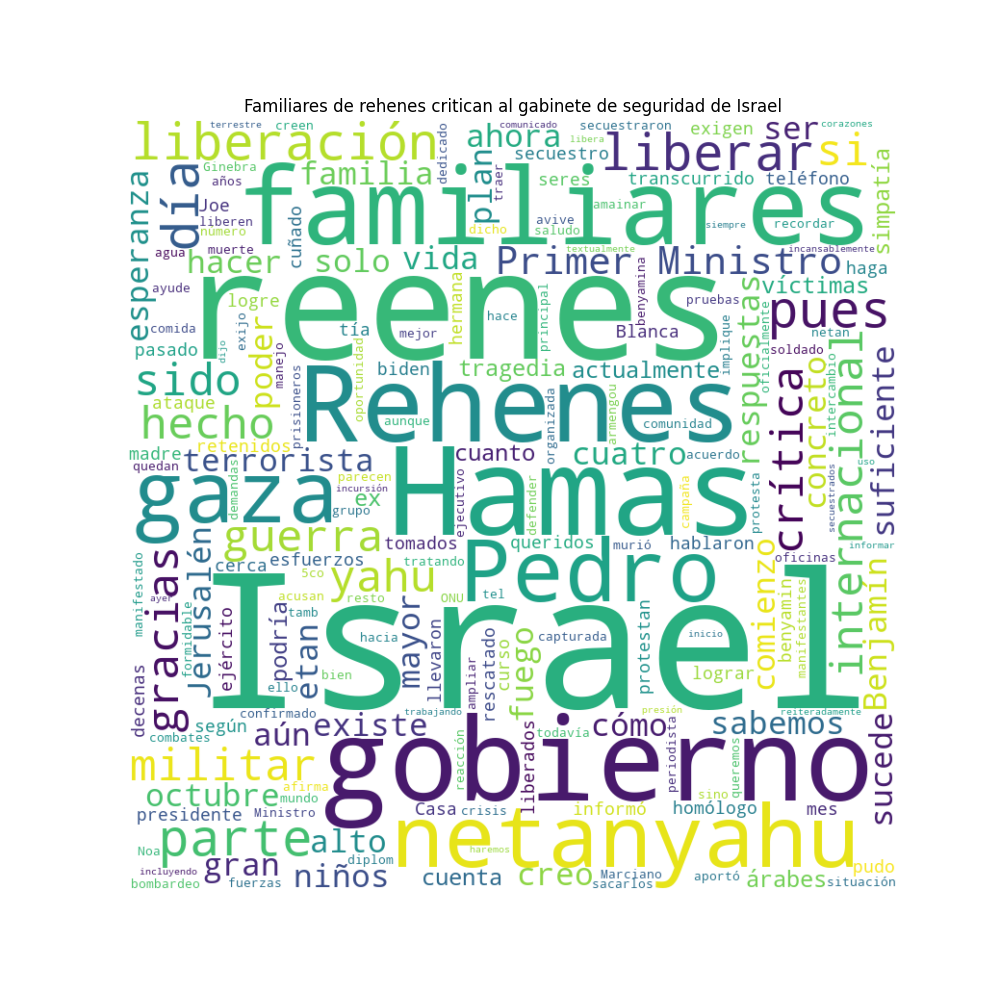 Familiares de rehenes critican al gabinete de seguridad de Israel
terrestre creen comunicado secuestraron exigen ser corazones
liberación ahora libera liberar si
Ginebra familia dedicado plan traer secuestro seres transcurrido teléfono simpatía
esperanza día años Joe familiares amainar
liberen cuñado avive recordar
número dicho saludo siempre
agua muerte textualmente incansablemente
hacer solo vida Primer Ministro haga
ayude reenes hermana hace principal benyamina pruebas víctimas
logre pues
comida exijo tía mejor Blanca respuestas oficialmente netan
pasado poder manejo dijo oportunidad biden tragedia actualmente implique soldado
sido Rehenes crítica concreto intercambio internacional suficiente
ataque prisioneros aunque organizada armengou comunidad
hecho retenidos
madre terrorista cuanto cuatro acuerdo
quedan gaza demandas parecen Hamas ejecutivo defender campaña protesta secuestrados uso
incursión ex
grupo
guerra tomados queridos murió hablaron informar
gracias Jerusalén cerca esfuerzos tratando oficinas
manifestado ayer formidable 5co yahu Pedro comienzo benyamin manifestantes Benjamín
acusan resto ONU tel
ejército podría etan tamb mayor llevaron Israel protestan
hacia rescatado curso fuego capturada inicio
bien lograr
decenas ello ampliar
confirmado trabajando presión reiteradamente
según existe cómo sabemos sucede
combates aún reacción liberados todavía periodista queremos
militar gobierno
afirma sino
octubre mundo
presidente Ministro Casa crisis informó homólogo mes
parte alto netanyahu
Noa diplom haremos
incluyendo gran niños cuenta creo Marciano aportó pudo
bombardeo fuerzas sacarlos árabes situación